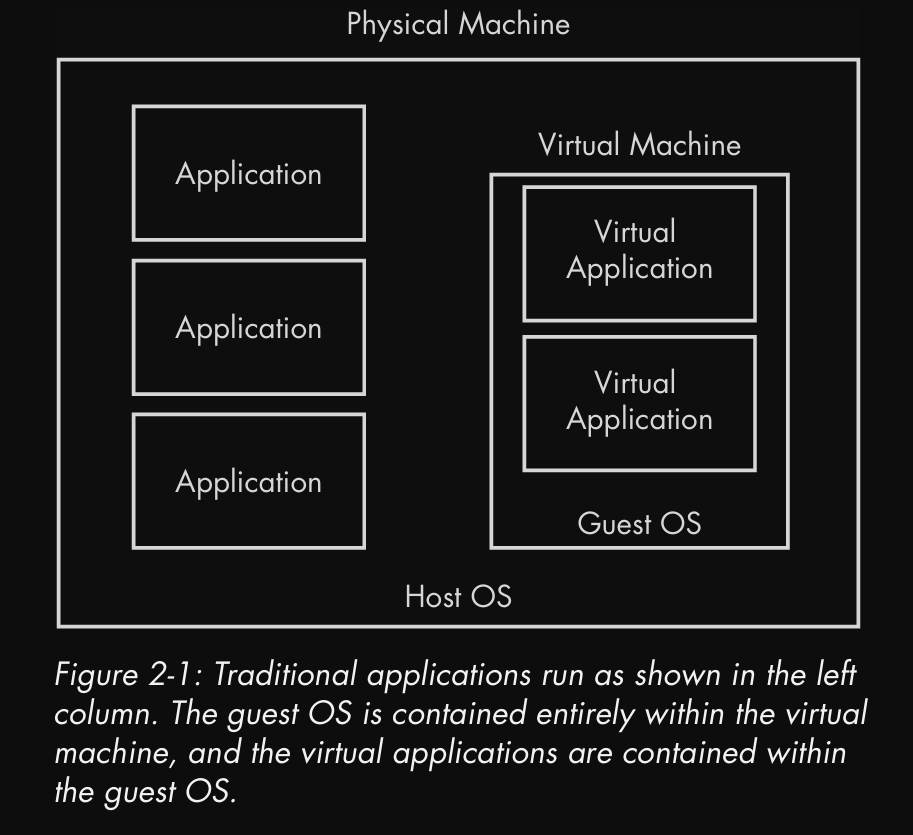 Physical Machine
Application
Application
Application
Virtual Machine
Virtual
Application
Virtual
Application
Guest OS
Host OS
Figure 2-1: Traditional applications run as shown in the left
column. The guest OS is contained entirely within the virtual
machine, and the virtual applications are contained within
the guest OS.